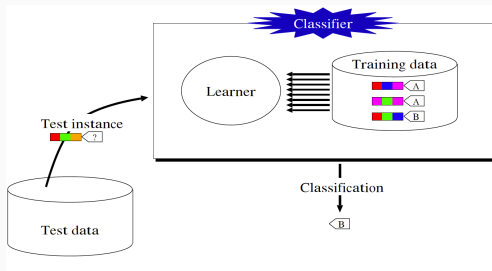 Classifier
Training data
Learner
A
A
B
Test instance
?
Classification
B
Test data